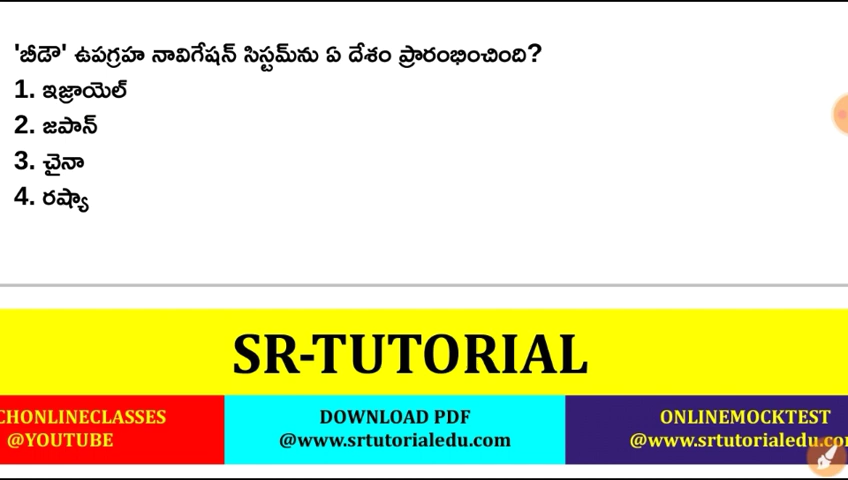 'బీడౌ' ఉపగ్రహ నావిగేషన్ సిస్టమ్‌ను ఏ దేశం ప్రారంభించింది?
1. ఇజ్రాయెల్
2. జపాన్
3. చైనా
4. రష్యా
SR-TUTORIAL
CHONLINECLASSES
@YOUTUBE
DOWNLOAD PDF
@www.srtutorialedu.com
ONLINEMOCKTEST
@www.srtutorialedu.com